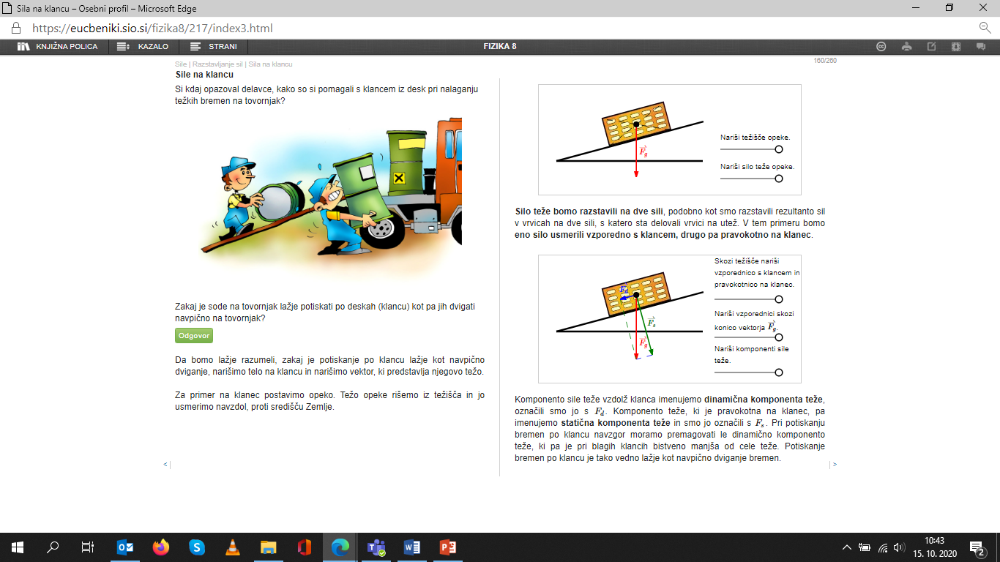 Sila na klancu – Osebni profil – Microsoft Edge
https://eucbeniki.sio.si/fizika8/217/index3.html
KNJIŽNA POLICA
KAZALO
STRANI
FIZIKA 8
Sile | Razstavljanje sil | Sila na klancu
160/260
Sile na klancu
Si kdaj opazoval delavce, kako so si pomagali s klancem iz desk pri nalaganju
težkih bremen na tovornjak?
Zakaj je sode na tovornjak lažje potiskati po deskah (klancu) kot pa jih dvigati
navpično na tovornjak?
Odgovor
Da bomo lažje razumeli, zakaj je potiskanje po klancu lažje kot navpično
dviganje, narišimo telo na klancu in narišimo vektor, ki predstavlja njegovo težo.
Za primer na klanec postavimo opeko. Težo opeke rišemo iz težišča in jo
usmerimo navzdol, proti središču Zemlje.
<
Nariši težišče opeke.
Nariši silo teže opeke.
Fg
Silo teže bomo razstavili na dve sili, podobno kot smo razstavili rezultanto sil
v vrvicah na dve sili, s katero sta delovali vrvici na utež. V tem primeru bomo
eno silo usmerili vzporedno s klancem, drugo pa pravokotno na klanec.
Skozi težišče nariši
vzporednico s klancem in
pravokotnico na klanec.
Nariši vzporednici skozi
konico vektorja Fg.
Nariši komponenti sile
teže.
Fd
Fs
Fg
Komponento sile teže vzdolž klanca imenujemo dinamična komponenta teže,
označili smo jo s Fd. Komponento teže, ki je pravokotna na klanec, pa
imenujemo statična komponenta teže in smo jo označili s Fs. Pri potiskanju
bremen po klancu navzgor moramo premagovati le dinamično komponento
teže, ki pa je pri blagih klancih bistveno manjša od cele teže. Potiskanje
bremen po klancu je tako vedno lažje kot navpično dviganje bremen.
>
10:43
15. 10. 2020
2